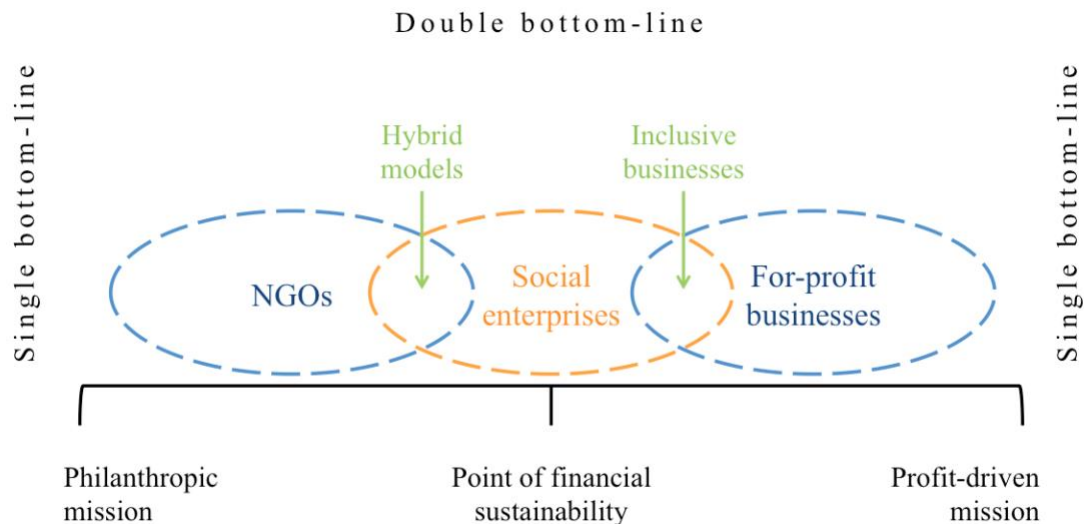 Double bottom-line
Single bottom-line
Single bottom-line
Hybrid
models
Inclusive
businesses
NGOs
Social
enterprises
For-profit
businesses
Philanthropic
mission
Point of financial
sustainability
Profit-driven
mission